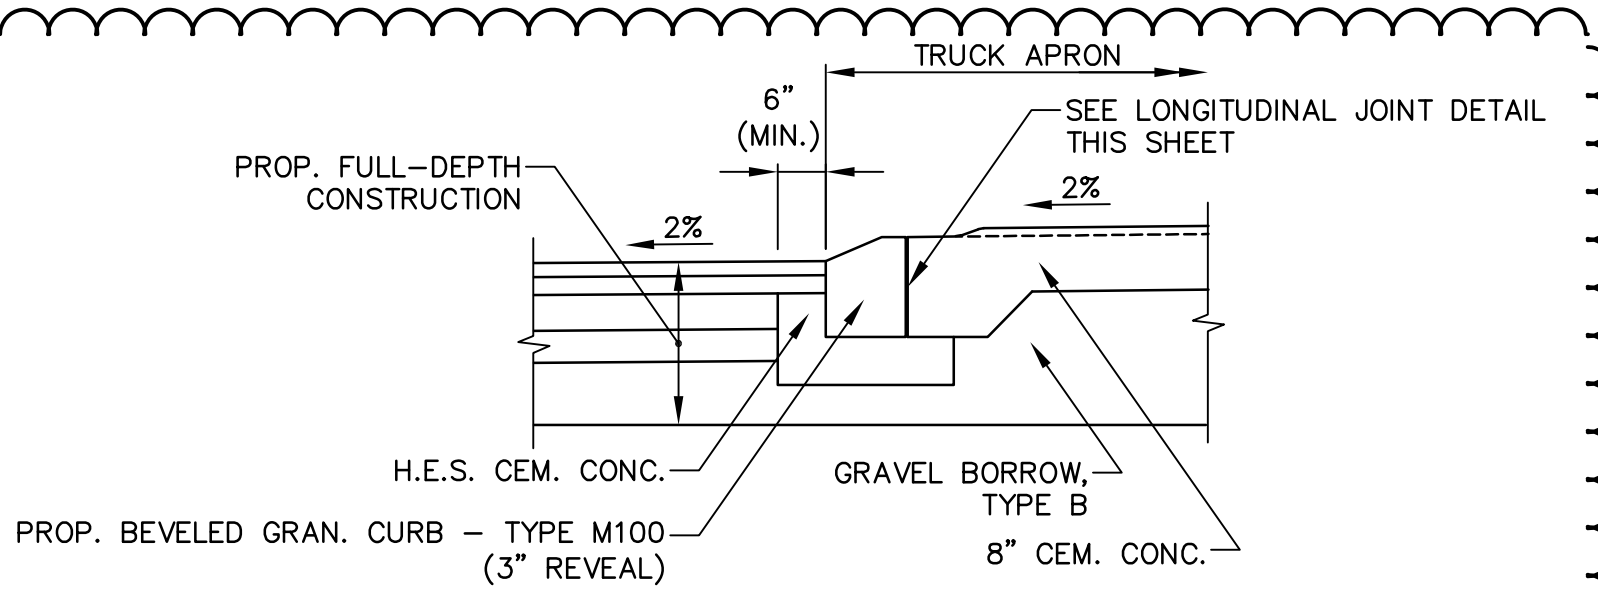 TRUCK APRON
6"
(MIN.)
SEE LONGITUDINAL JOINT DETAIL
THIS SHEET
PROP. FULL-DEPTH
CONSTRUCTION
2%
2%
H.E.S. CEM. CONC.
GRAVEL BORROW,
TYPE B
PROP. BEVELED GRAN. CURB - TYPE M100
(3" REVEAL)
8" CEM. CONC.